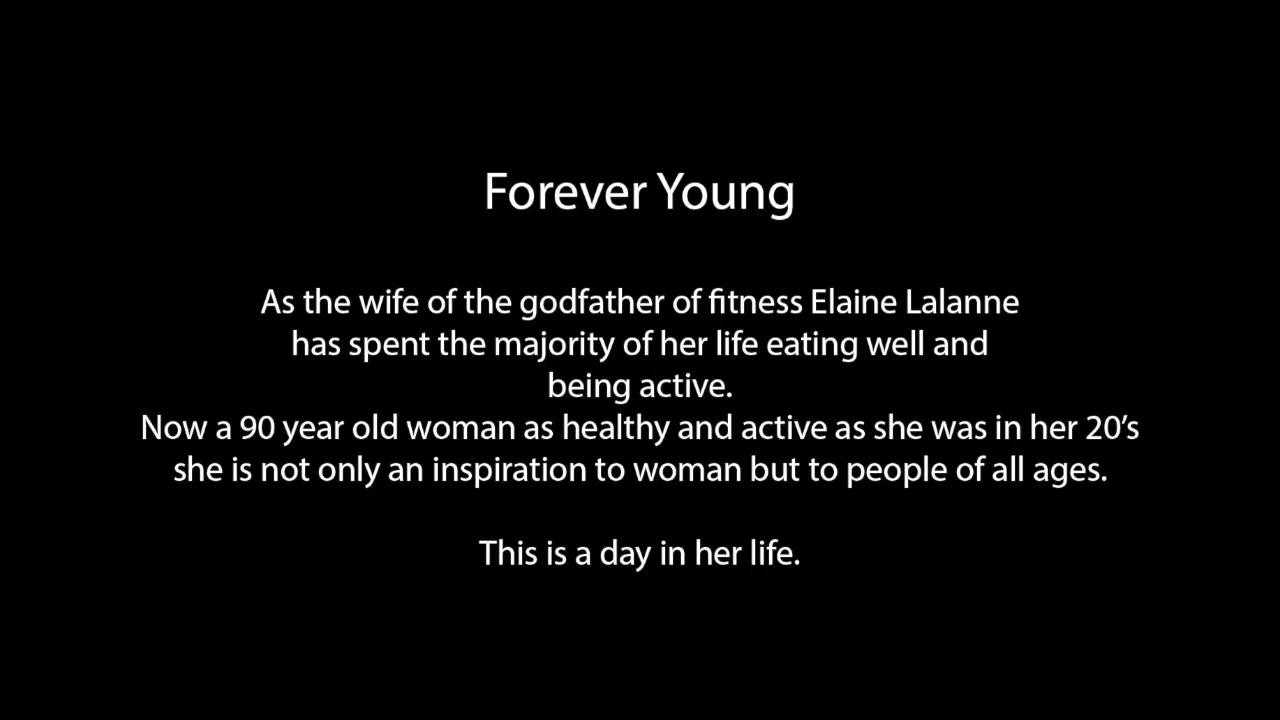 Forever Young
As the wife of the godfather of fitness Elaine Lalanne
has spent the majority of her life eating well and
being active.
Now a 90 year old woman as healthy and active as she was in her 20’s
she is not only an inspiration to woman but to people of all ages.
This is a day in her life.